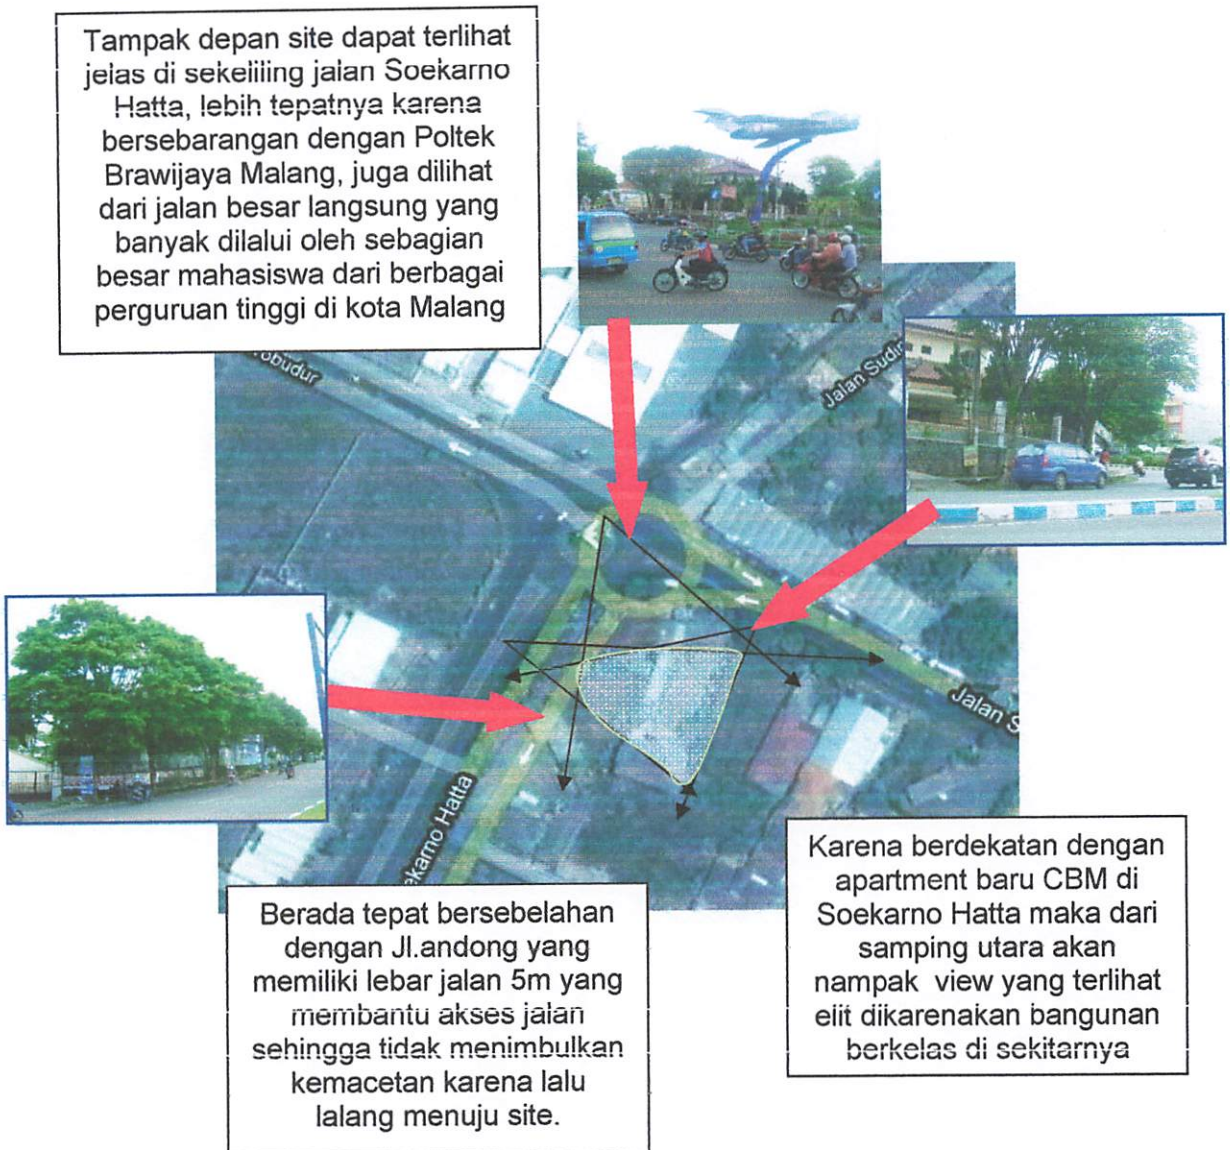 Tampak depan site dapat terlihat
jelas di sekeliling jalan Soekarno
Hatta, lebih tepatnya karena
bersebarangan dengan Poltek
Brawijaya Malang, juga dilihat
dari jalan besar langsung yang
banyak dilalui oleh sebagian
besar mahasiswa dari berbagai
perguruan tinggi di kota Malang
obudur
Jalan Sudir
Jalan S
ekarno Hatta
Berada tepat bersebelahan
dengan Jl.andong yang
memiliki lebar jalan 5m yang
membantu akses jalan
sehingga tidak menimbulkan
kemacetan karena lalu
lalang menuju site.
Karena berdekatan dengan
apartment baru CBM di
Soekarno Hatta maka dari
samping utara akan
nampak view yang terlihat
elit dikarenakan bangunan
berkelas di sekitarnya